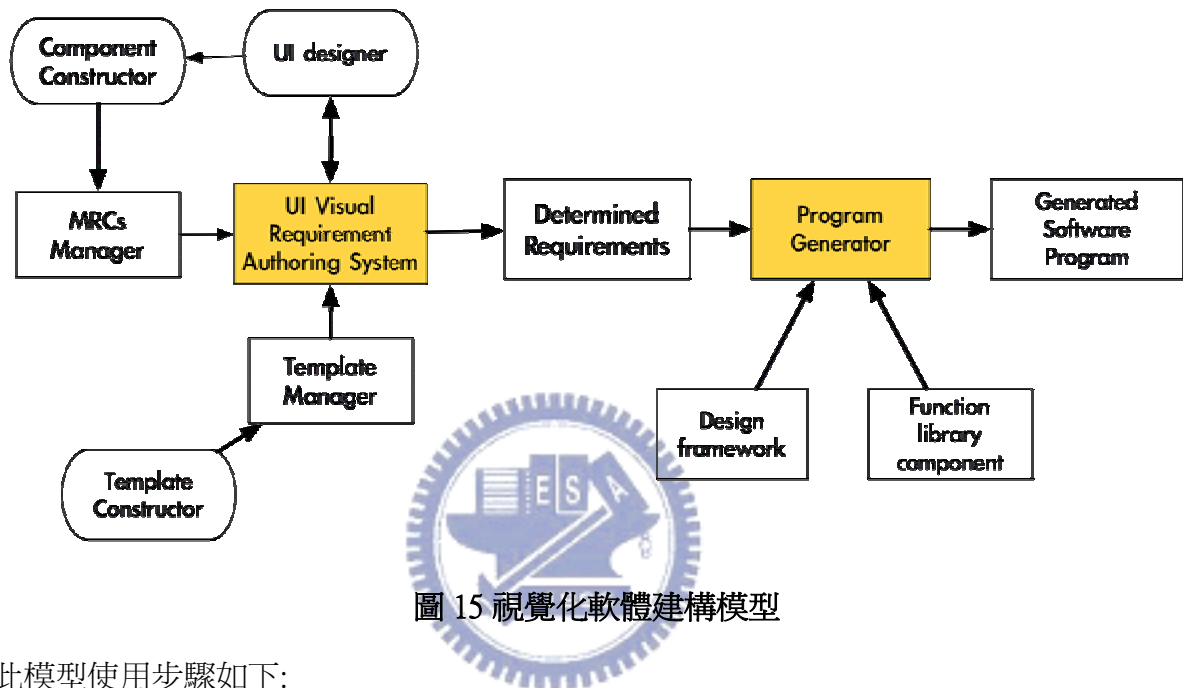 Component
Constructor
UI designer
MRCs
Manager
UI Visual
Requirement
Authoring System
Determined
Requirements
Program
Generator
Generated
Software
Program
Template
Manager
Design
framework
Function
library
component
Template
Constructor
E S A
圖 15 視覺化軟體建構模型
此模型使用步驟如下: